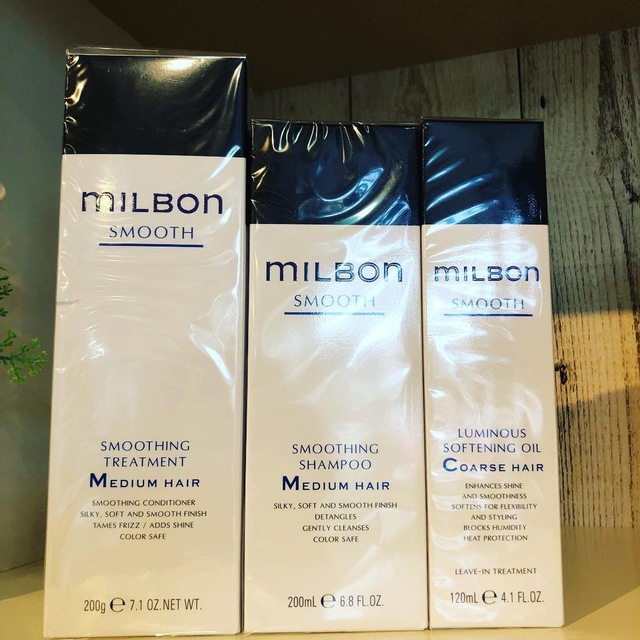 milbon
SMOOTH
SMOOTHING
TREATMENT
MEDIUM HAIR
SMOOTHING CONDITIONER
SILKY, SOFT AND SMOOTH FINISH
TAMES FRIZZ / ADDS SHINE
COLOR SAFE
200g ℮ 7.1 OZ.NET WT.
milbon
SMOOTH
SMOOTHING
SHAMPOO
MEDIUM HAIR
SILKY, SOFT AND SMOOTH FINISH
DETANGLES
GENTLY CLEANSES
COLOR SAFE
200mL ℮ 6.8 FL.OZ.
milbon
SMOOTH
LUMINOUS
SOFTENING OIL
COARSE HAIR
ENHANCES SHINE
AND SMOOTHNESS
SOFTENS FOR FLEXIBILITY
AND STYLING
BLOCKS HUMIDITY
HEAT PROTECTION
LEAVE-IN TREATMENT
120mL ℮ 4.1 FL.OZ.